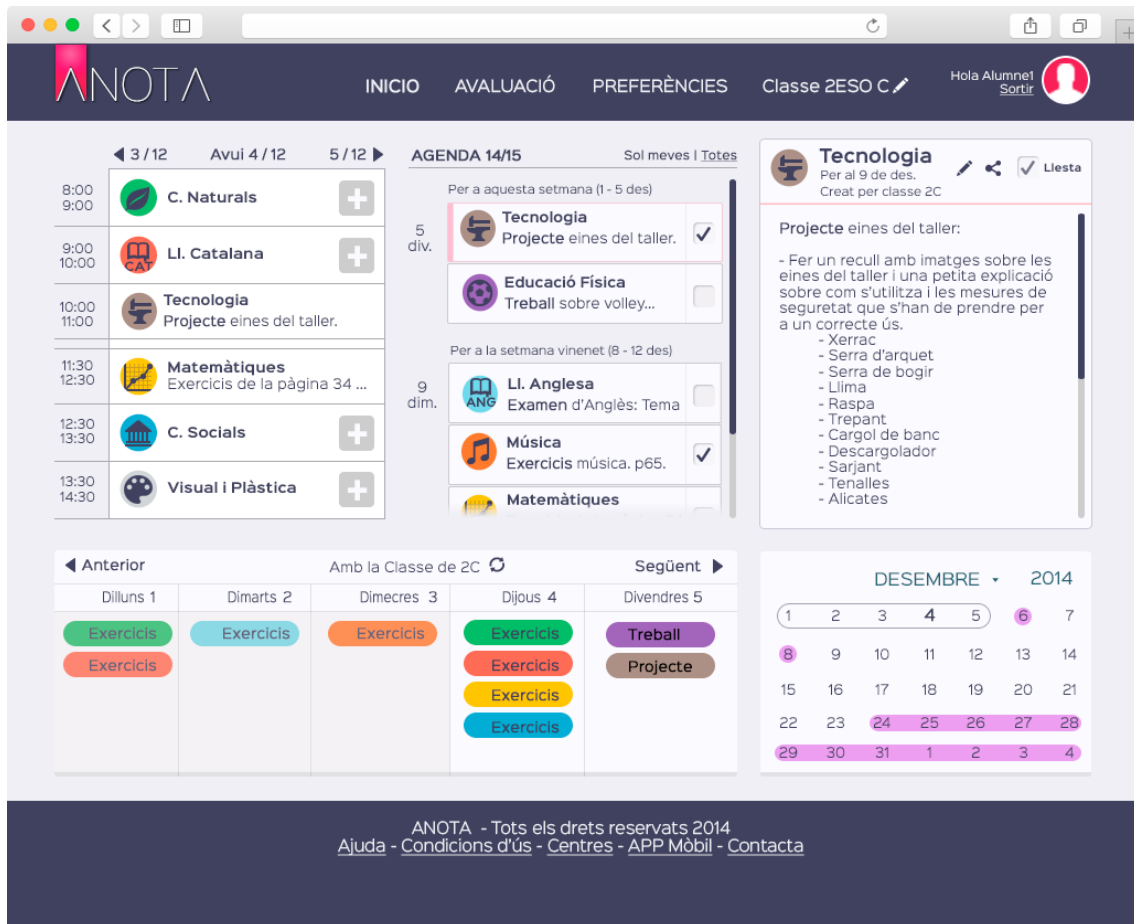 ANOTA
INICIO
AVALUACIÓ
PREFERÈNCIES
Classe 2ESO C
Hola Alumne1
Sortir
3 / 12
Avui 4 / 12
5 / 12
8:00
9:00
C. Naturals
9:00
10:00
CAT
Ll. Catalana
10:00
11:00
Tecnologia
Projecte eines del taller.
11:30
12:30
Matemàtiques
Exercicis de la pàgina 34 ...
12:30
13:30
C. Socials
13:30
14:30
Visual i Plàstica
AGENDA 14/15
Sol meves | Totes
Per a aquesta setmana (1 - 5 des)
5
div.
Tecnologia
Projecte eines del taller.
Educació Física
Treball sobre volley...
Per a la setmana vinenet (8 - 12 des)
9
dim.
ANG
Ll. Anglesa
Examen d'Anglès: Tema
Música
Exercicis música. p65.
Matemàtiques
Tecnologia
Per al 9 de des.
Creat per classe 2C
Llesta
Projecte eines del taller:
- Fer un recull amb imatges sobre les
eines del taller i una petita explicació
sobre com s'utilitza i les mesures de
seguretat que s'han de prendre per
a un correcte ús.
- Xerrac
- Serra d'arquet
- Serra de bogir
- Llima
- Raspa
- Trepant
- Cargol de banc
- Descargolador
- Sarjant
- Tenalles
- Alicates
Anterior
Amb la Classe de 2C
Següent
Dilluns 1
Dimarts 2
Dimecres 3
Dijous 4
Divendres 5
Exercicis
Exercicis
Exercicis
Exercicis
Exercicis
Exercicis
Exercicis
Exercicis
Treball
Projecte
DESEMBRE
2014
1 2 3 4 5 6 7
8 9 10 11 12 13 14
15 16 17 18 19 20 21
22 23 24 25 26 27 28
29 30 31 1 2 3 4
ANOTA - Tots els drets reservats 2014
Ajuda - Condicions d'ús - Centres - APP Mòbil - Contacta